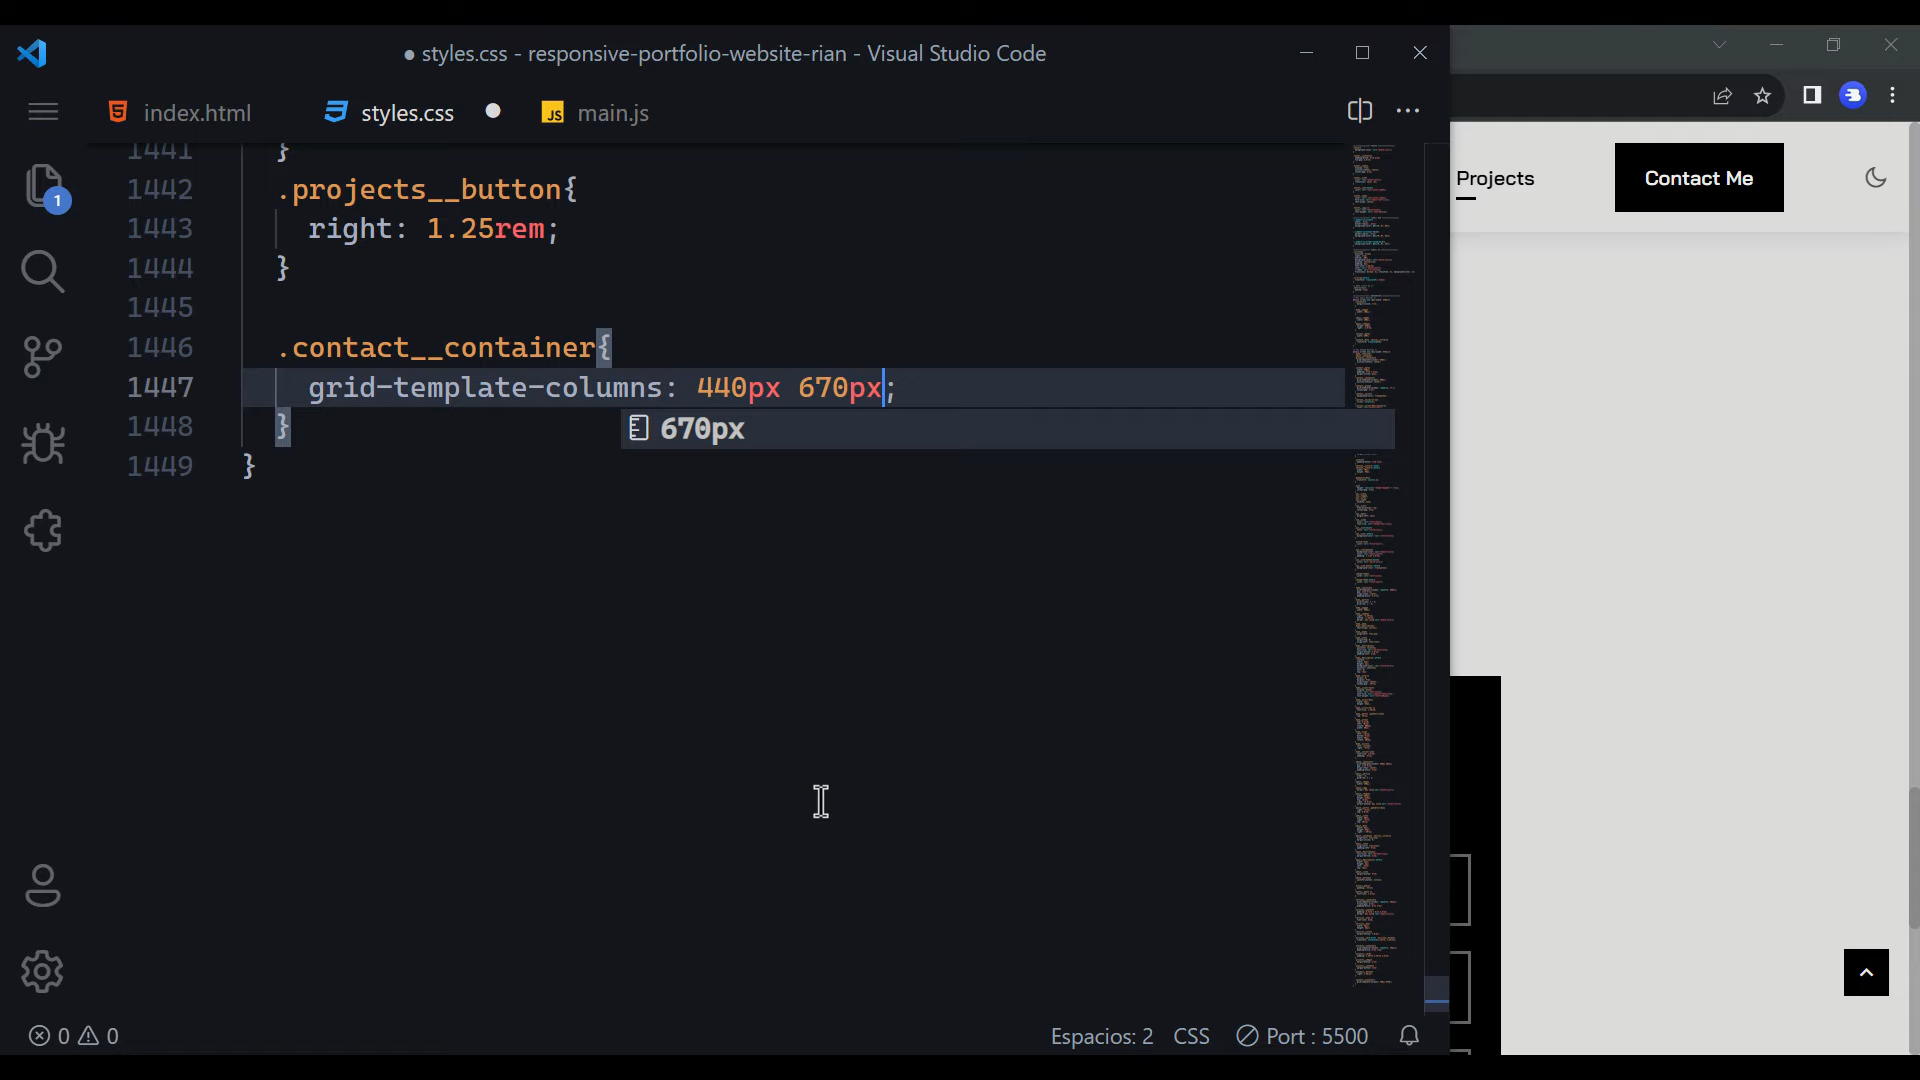 ● styles.css - responsive-portfolio-website-rian - Visual Studio Code
index.html
styles.css
JS main.js
1441 }
1442 .projects__button{
1443 right: 1.25rem;
1444 }
1445
1446 .contact__container{
1447 grid-template-columns: 440px 670px;
1448 }
670px
1449 }
1
0 0
Espacios: 2 CSS Port : 5500
Projects
Contact Me